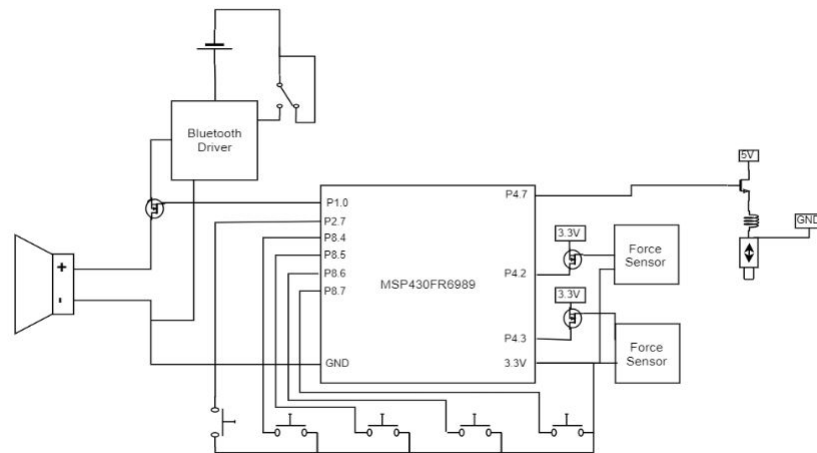 Bluetooth
Driver
P1.0
P2.7
P8.4
P8.5
P8.6
P8.7
GND
MSP430FR6989
P4.7
P4.2
P4.3
3.3V
3.3V
3.3V
Force
Sensor
Force
Sensor
5V
GND
+
-